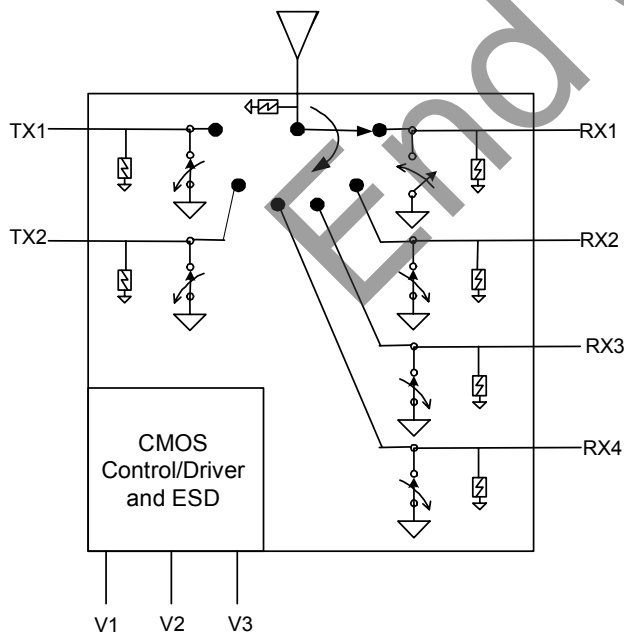 End
TX1
RX1
TX2
RX2
RX3
RX4
CMOS
Control/Driver
and ESD
V1
V2
V3